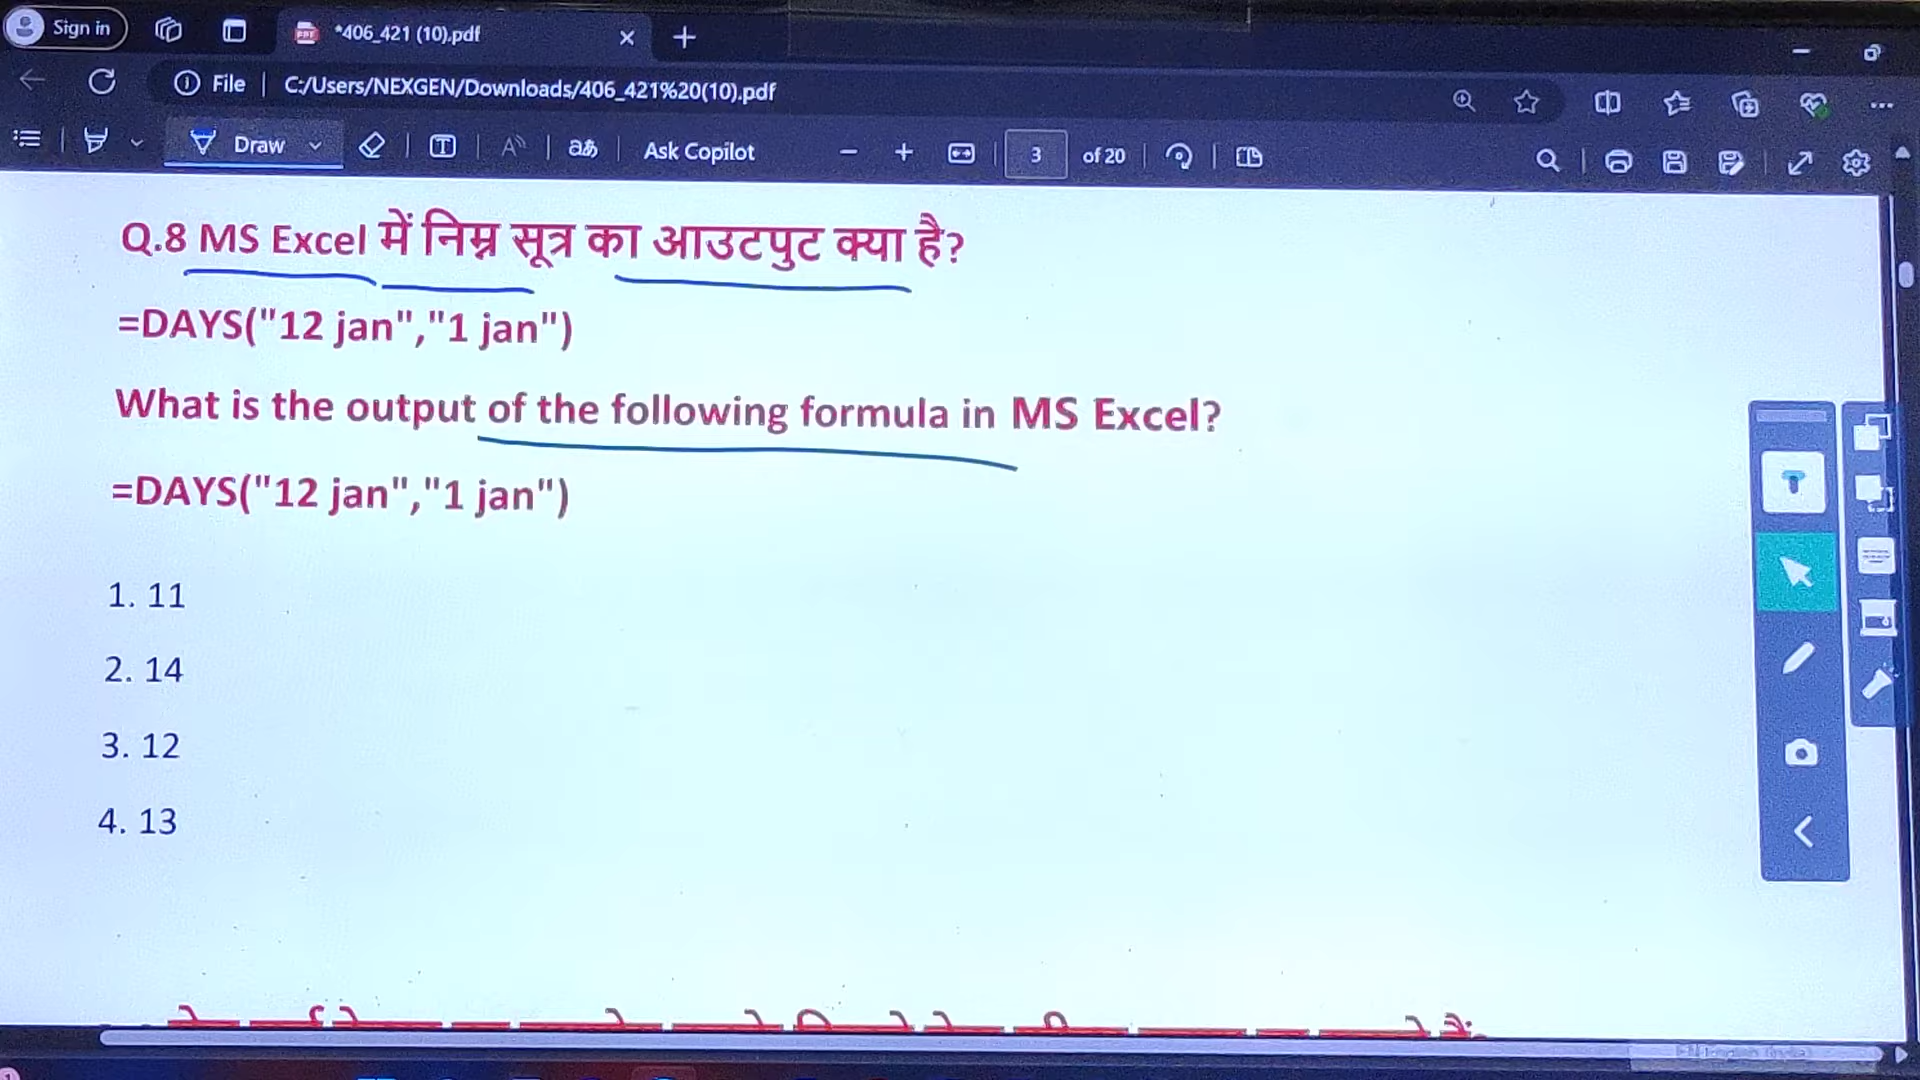 Sign in
*406_421 (10).pdf
File
C:/Users/NEXGEN/Downloads/406_421%20(10).pdf
Draw
Ask Copilot
3 of 20
Q.8 MS Excel में निम्न सूत्र का आउटपुट क्या है?
=DAYS("12 jan","1 jan")
What is the output of the following formula in MS Excel?
=DAYS("12 jan","1 jan")
1. 11
2. 14
3. 12
4. 13